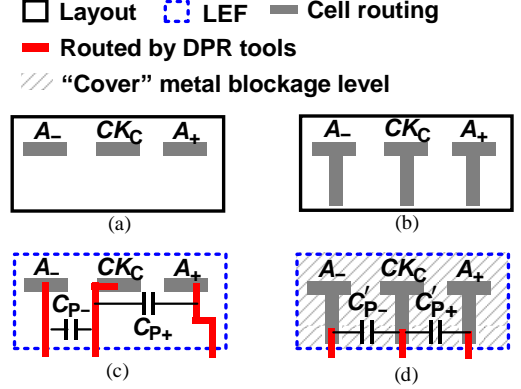 Layout LEF Cell routing
Routed by DPR tools
“Cover” metal blockage level
A− CKC A+
A− CKC A+
(a)
(b)
A− CKC A+
CP− CP+
A− CKC A+
C′P− C′P+
(c)
(d)